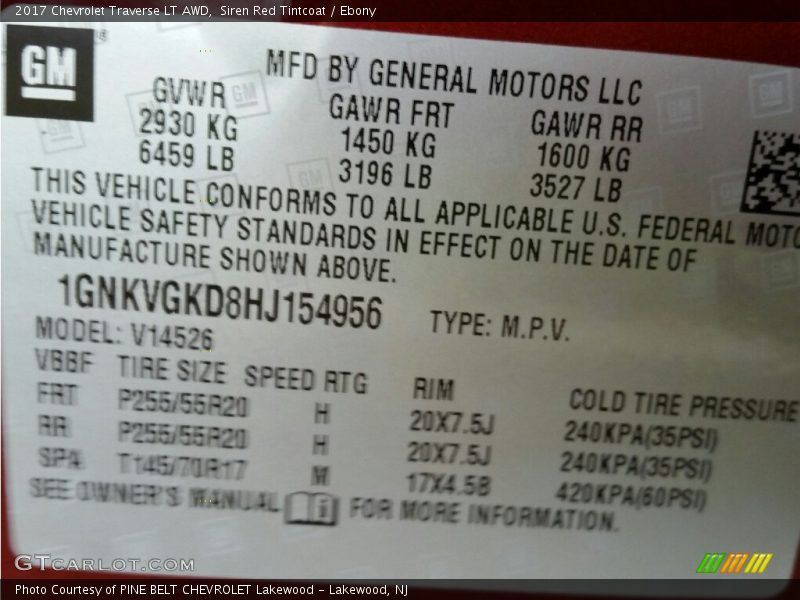 2017 Chevrolet Traverse LT AWD, Siren Red Tintcoat / Ebony
GM
MFD BY GENERAL MOTORS LLC
GVWR GAWR FRT GAWR RR
2930 KG 1450 KG 1600 KG
6459 LB 3196 LB 3527 LB
THIS VEHICLE CONFORMS TO ALL APPLICABLE U.S. FEDERAL MOTO
VEHICLE SAFETY STANDARDS IN EFFECT ON THE DATE OF
MANUFACTURE SHOWN ABOVE.
1GNKVGKD8HJ154956 TYPE: M.P.V.
MODEL: V14526
VBBF TIRE SIZE SPEED RTG RIM COLD TIRE PRESSURE
FRT P255/55R20 H 20X7.5J 240KPA(35PSI)
RR P255/55R20 H 20X7.5J 240KPA(35PSI)
SPA T145/70R17 M 17X4.5B 420KPA(60PSI)
SEE OWNER'S MANUAL i FOR MORE INFORMATION.
GTCARLOT.COM
Photo Courtesy of PINE BELT CHEVROLET Lakewood - Lakewood, NJ